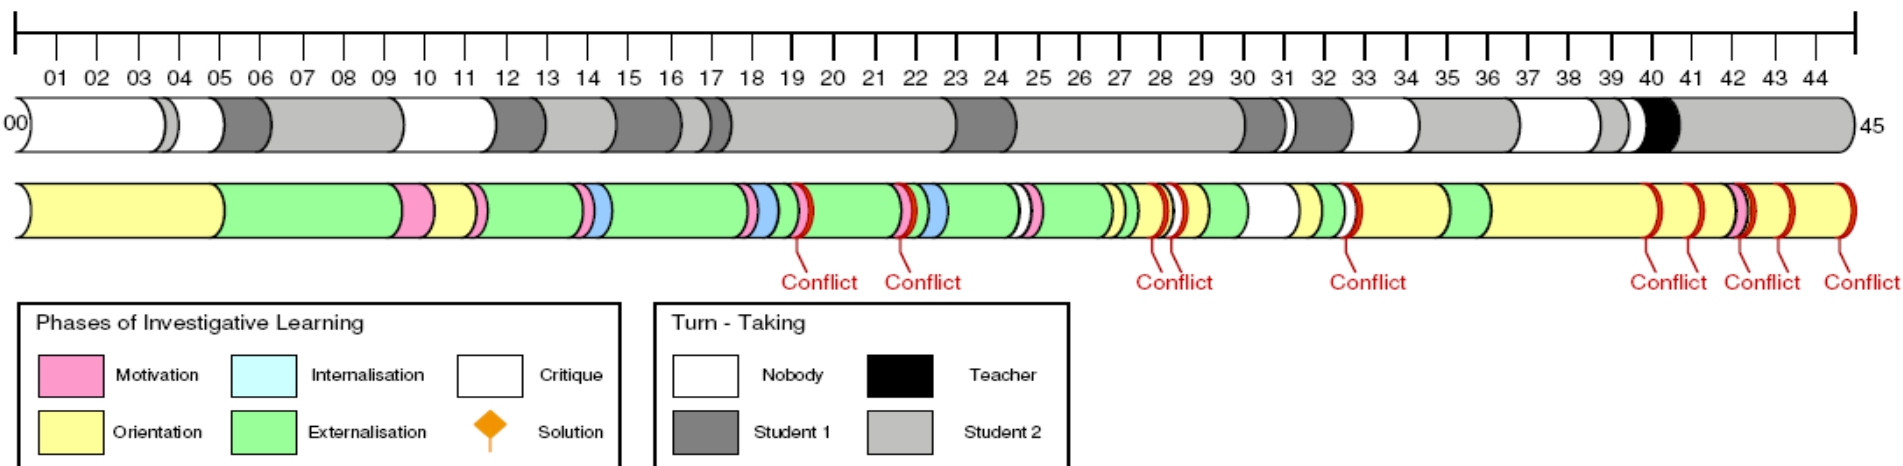 01 02 03 04 05 06 07 08 09 10 11 12 13 14 15 16 17 18 19 20 21 22 23 24 25 26 27 28 29 30 31 32 33 34 35 36 37 38 39 40 41 42 43 44
00 45
Conflict Conflict Conflict Conflict Conflict Conflict Conflict
Phases of Investigative Learning
Motivation Internalisation Critique
Orientation Externalisation Solution
Turn - Taking
Nobody Teacher
Student 1 Student 2